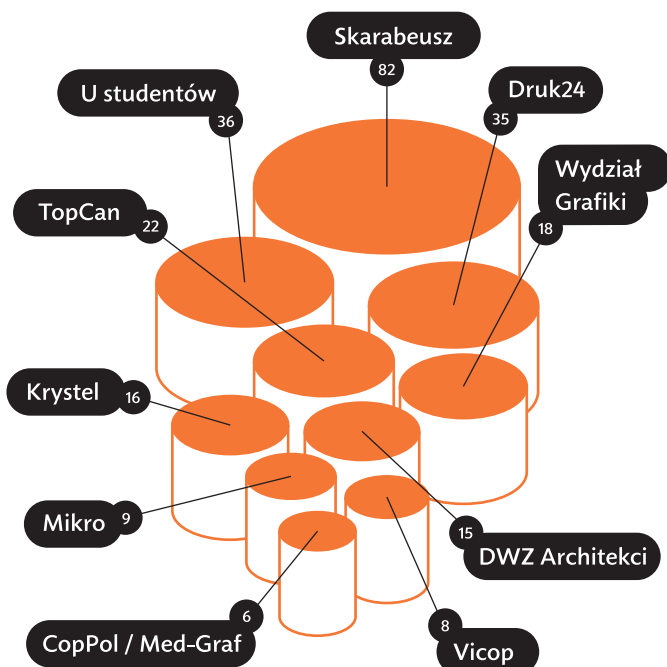 Skarabeusz
82
U studentów
36
Druk24
35
Wydział
Grafiki
18
TopCan
22
Krystel
16
Mikro
9
15
DWZ Architekci
6
CopPol / Med-Graf
8
Vicop